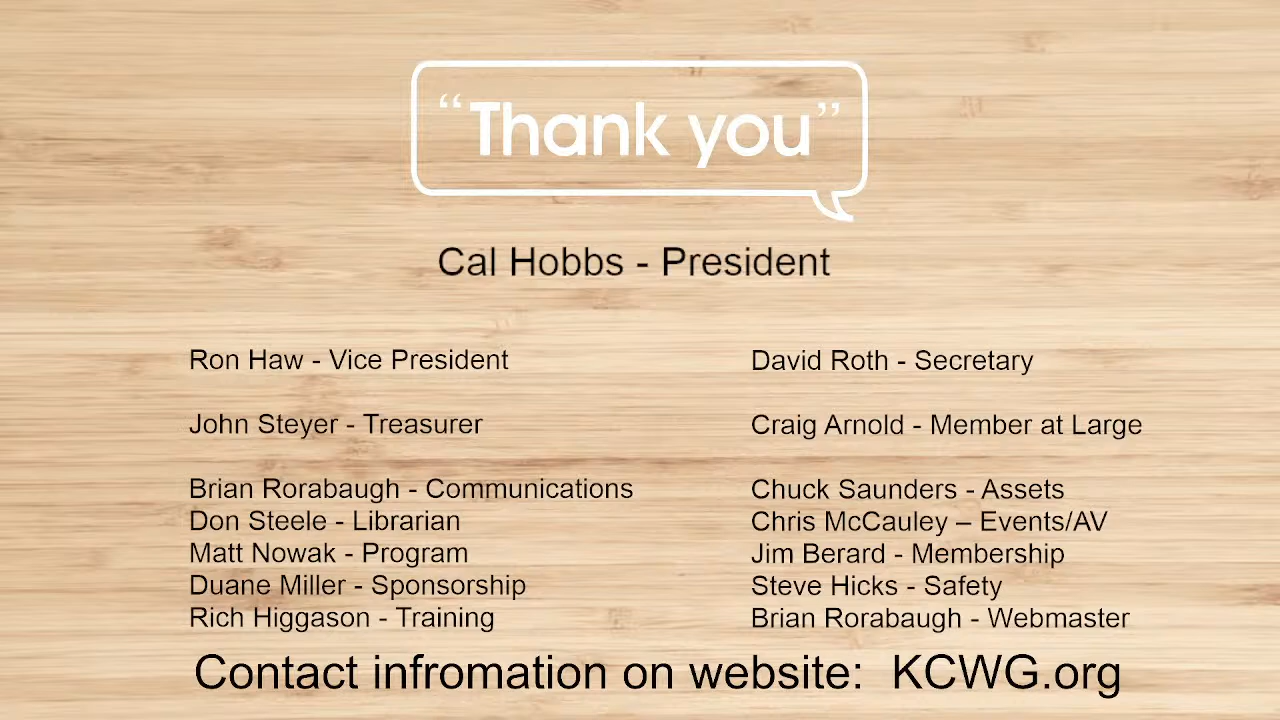 “Thank you”
Cal Hobbs - President
Ron Haw - Vice President
David Roth - Secretary
John Steyer - Treasurer
Craig Arnold - Member at Large
Brian Rorabaugh - Communications
Don Steele - Librarian
Matt Nowak - Program
Duane Miller - Sponsorship
Rich Higgason - Training
Chuck Saunders - Assets
Chris McCauley – Events/AV
Jim Berard - Membership
Steve Hicks - Safety
Brian Rorabaugh - Webmaster
Contact infromation on website: KCWG.org